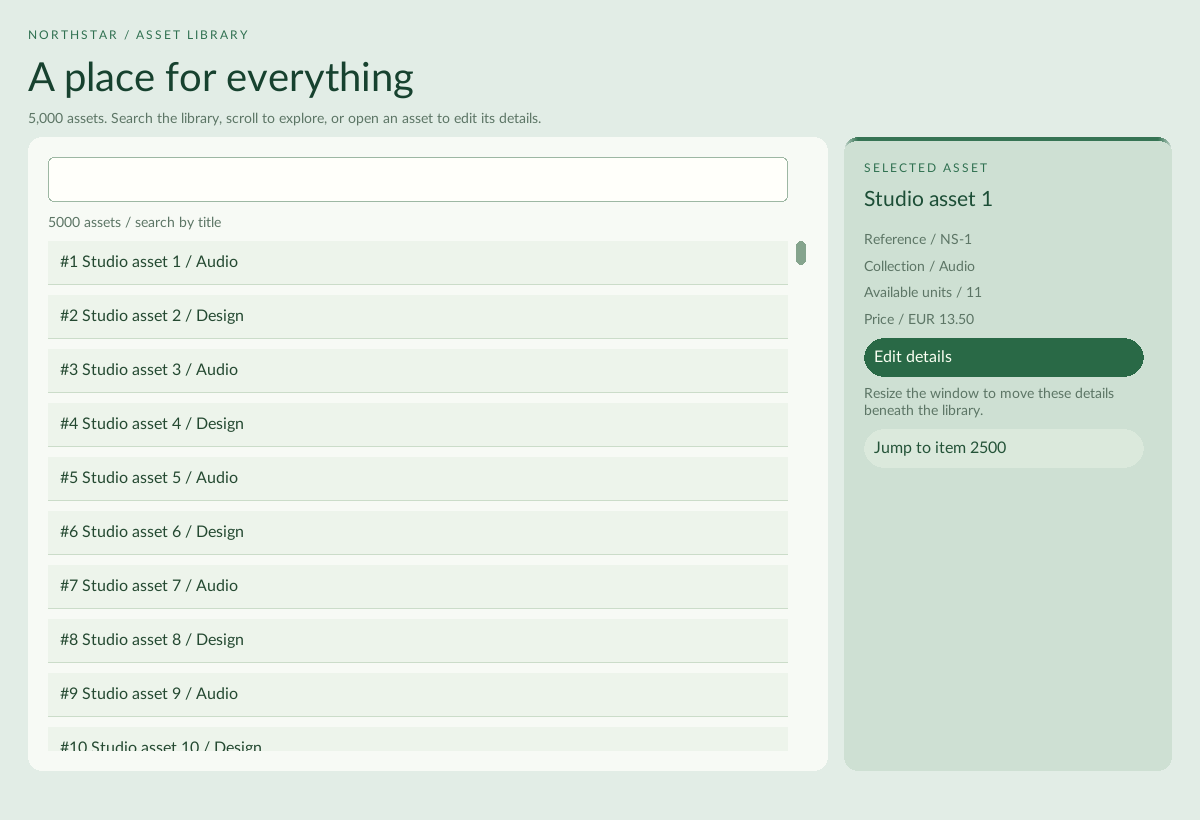 NORTHSTAR / ASSET LIBRARY
A place for everything
5,000 assets. Search the library, scroll to explore, or open an asset to edit its details.
5000 assets / search by title
#1 Studio asset 1 / Audio
#2 Studio asset 2 / Design
#3 Studio asset 3 / Audio
#4 Studio asset 4 / Design
#5 Studio asset 5 / Audio
#6 Studio asset 6 / Design
#7 Studio asset 7 / Audio
#8 Studio asset 8 / Design
#9 Studio asset 9 / Audio
#10 Studio asset 10 / Design
SELECTED ASSET
Studio asset 1
Reference / NS-1
Collection / Audio
Available units / 11
Price / EUR 13.50
Edit details
Resize the window to move these details
beneath the library.
Jump to item 2500